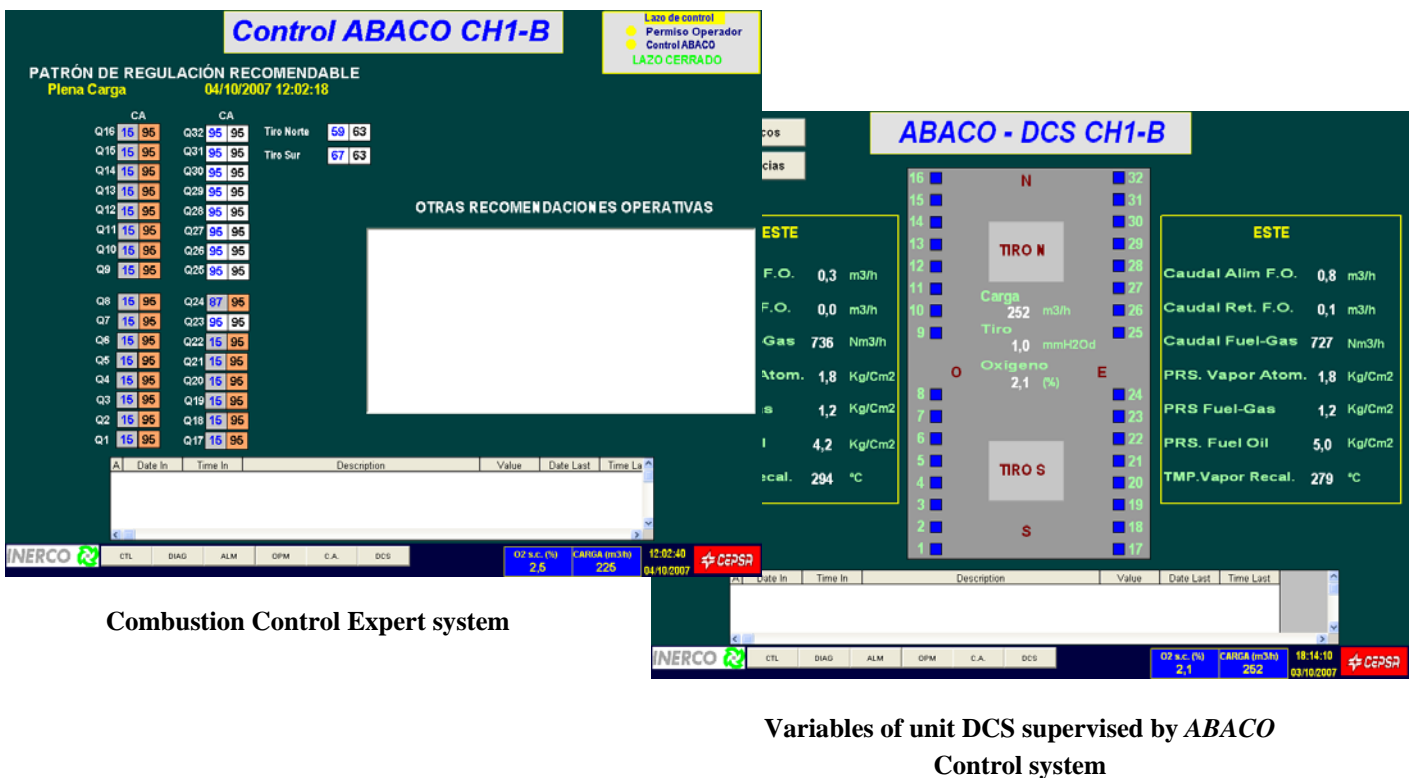 Control ABACO CH1-B
Lazo de control
Permiso Operador
Control ABACO
LAZO CERRADO
PATRÓN DE REGULACIÓN RECOMENDABLE
Plena Carga 04/10/2007 12:02:18
CA CA
Q16 15 95 Q32 95 95 Tiro Norte 59 63
Q15 15 95 Q31 95 95 Tiro Sur 67 63
Q14 15 95 Q30 95 95
Q13 15 95 Q29 95 95
Q12 15 95 Q28 95 95
Q11 15 95 Q27 95 95
Q10 15 95 Q26 95 95
Q9 15 95 Q25 95 95
Q8 15 95 Q24 87 95
Q7 15 95 Q23 95 95
Q6 15 95 Q22 15 95
Q5 15 95 Q21 15 95
Q4 15 95 Q20 15 95
Q3 15 95 Q19 15 95
Q2 15 95 Q18 15 95
Q1 15 95 Q17 15 95
OTRAS RECOMENDACIONES OPERATIVAS
A Date In Time In Description Value Date Last Time La
INERCO CTL DIAG ALM OPM C.A. DCS
O2 s.c. (%) 2,5
CARGA (m3/h) 225
12:02:40
04/10/2007
CEPSA
Combustion Control Expert system
cos
cias
ABACO - DCS CH1-B
16 N 32
15 31
14 30
13 TIRO N 29
12 28
11 27
10 26
9 25
Carga
252 m3/h
Tiro
1,0 mmH2Od
Oxigeno
2,1 (%)
O E
8 24
7 23
6 22
5 21
4 TIRO S 20
3 19
2 S 18
1 17
ESTE
F.O. 0,3 m3/h
F.O. 0,0 m3/h
Gas 736 Nm3/h
Atom. 1,8 Kg/Cm2
s 1,2 Kg/Cm2
l 4,2 Kg/Cm2
ecal. 294 °C
ESTE
Caudal Alim F.O. 0,8 m3/h
Caudal Ret. F.O. 0,1 m3/h
Caudal Fuel-Gas 727 Nm3/h
PRS. Vapor Atom. 1,8 Kg/Cm2
PRS Fuel-Gas 1,2 Kg/Cm2
PRS. Fuel Oil 5,0 Kg/Cm2
TMP.Vapor Recal. 279 °C
A Date In Time In Description Value Date Last Time Last
INERCO CTL DIAG ALM OPM C.A. DCS
O2 s.c. (%) 2,1
CARGA (m3/h) 252
18:14:10
03/10/2007
CEPSA
Variables of unit DCS supervised by ABACO
Control system